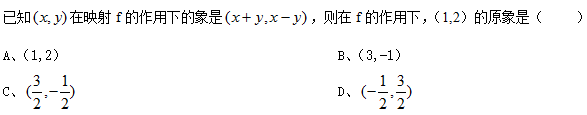 已知(x,y)在映射 f 的作用下的象是(x+y,x−y)，则在 f 的作用下，(1,2) 的原象是（　　）
A、(1,2)　　B、(3,-1)
C、(3/2,−1/2)　　D、(−1/2,3/2)